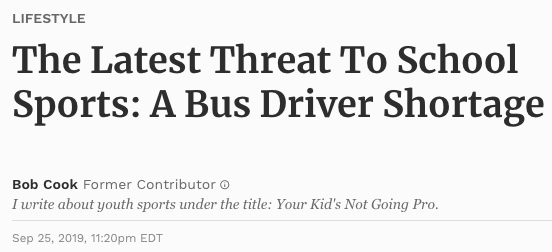 LIFESTYLE
The Latest Threat To School
Sports: A Bus Driver Shortage
Bob Cook Former Contributor
I write about youth sports under the title: Your Kid's Not Going Pro.
Sep 25, 2019, 11:20pm EDT